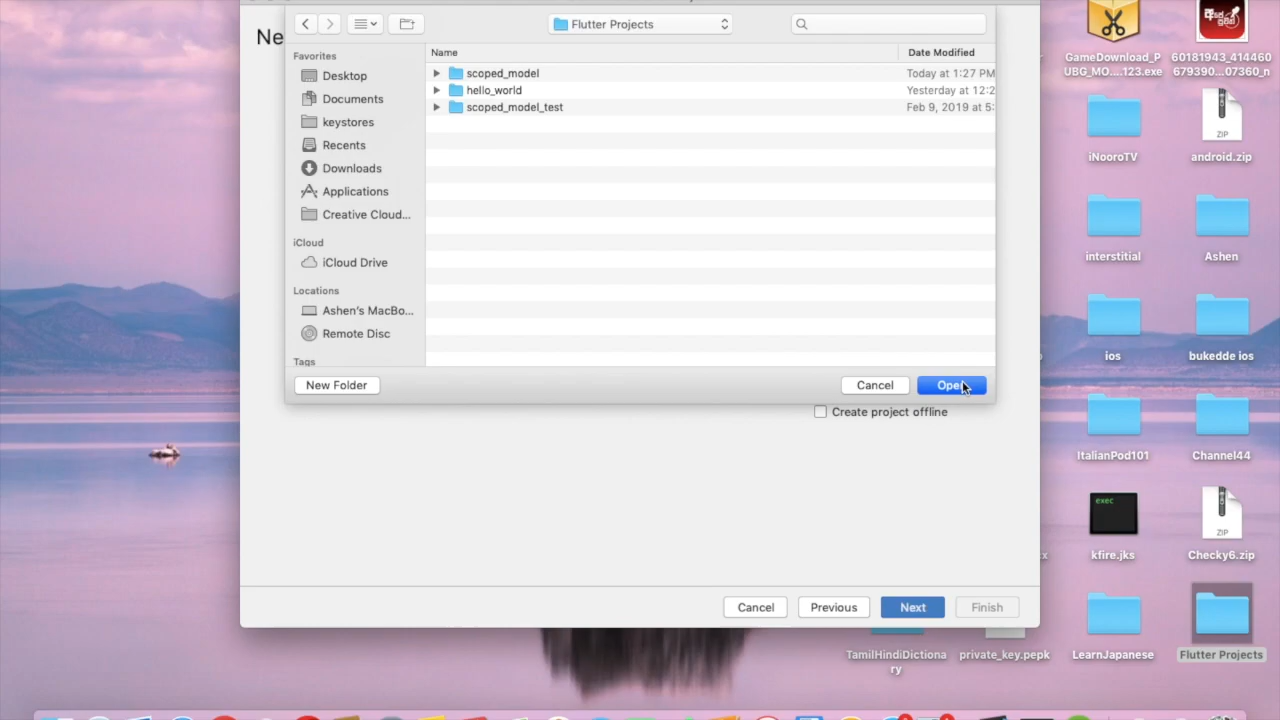 Ne
Flutter Projects
Favorites
Desktop
Documents
keystores
Recents
Downloads
Applications
Creative Cloud...
iCloud
iCloud Drive
Locations
Ashen's MacBo...
Remote Disc
Tags
Name
Date Modified
scoped_model
Today at 1:27 PM
hello_world
Yesterday at 12:2
scoped_model_test
Feb 9, 2019 at 5:
New Folder
Cancel
Open
Create project offline
Cancel
Previous
Next
Finish
GameDownload_P
UBG_MO....123.exe
60181943_414460
679390...07360_n
iNooroTV
ZIP
android.zip
interstitial
Ashen
ios
bukedde ios
ItalianPod101
Channel44
exec
kfire.jks
ZIP
Checky6.zip
TamilHindiDictiona
ry
private_key.pepk
LearnJapanese
Flutter Projects